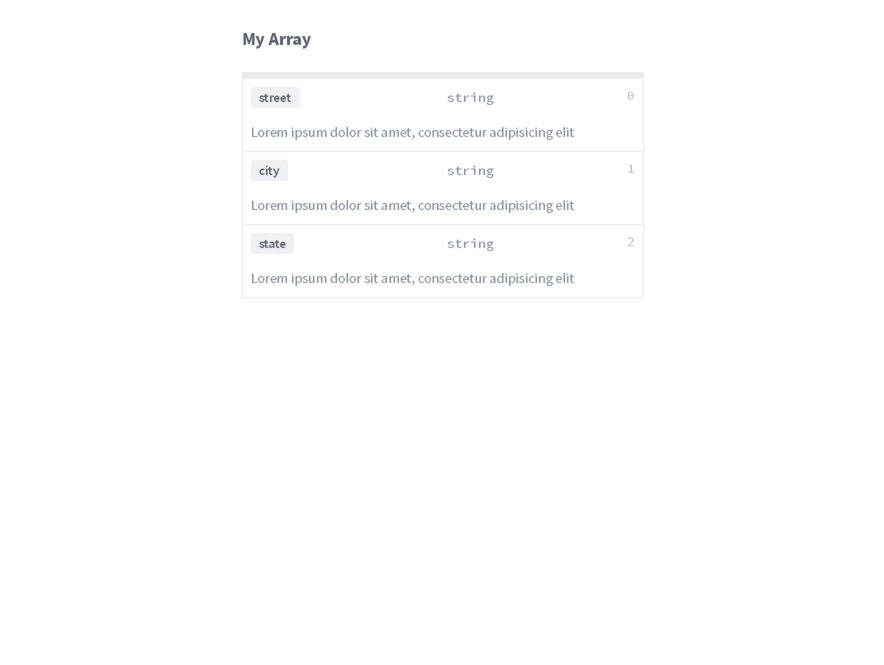 My Array
street string 0
Lorem ipsum dolor sit amet, consectetur adipisicing elit
city string 1
Lorem ipsum dolor sit amet, consectetur adipisicing elit
state string 2
Lorem ipsum dolor sit amet, consectetur adipisicing elit